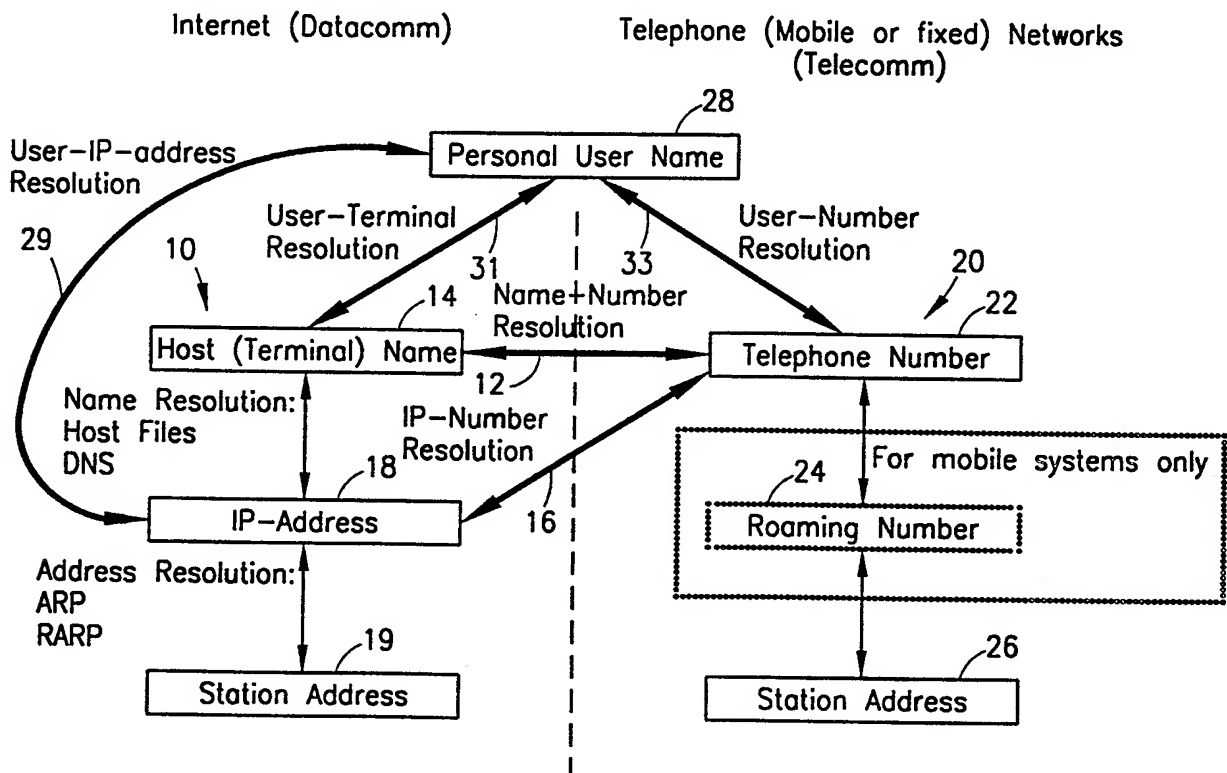 Internet (Datacomm)
Telephone (Mobile or fixed) Networks
(Telecomm)
28
User-IP-address
Resolution
Personal User Name
29
10
User-Terminal
Resolution
31
33
User-Number
Resolution
20
14
Name-Number
Resolution
22
Host (Terminal) Name
12
Telephone Number
Name Resolution:
Host Files
DNS
IP-Number
Resolution
18
16
For mobile systems only
24
IP-Address
Roaming Number
Address Resolution:
ARP
RARP
19
26
Station Address
Station Address